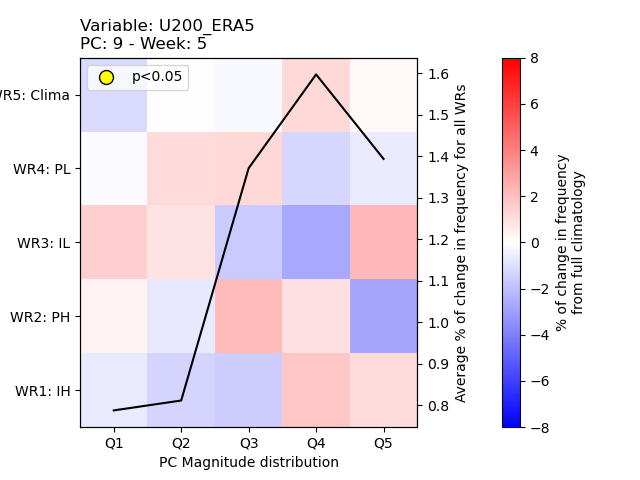 Variable: U200_ERA5
PC: 9 - Week: 5
p<0.05
WR5: Clima
WR4: PL
WR3: IL
WR2: PH
WR1: IH
Q1 Q2 Q3 Q4 Q5
PC Magnitude distribution
1.6
1.5
1.4
1.3
1.2
1.1
1.0
0.9
0.8
Average % of change in frequency for all WRs
8
6
4
2
0
−2
−4
−6
−8
% of change in frequency
from full climatology